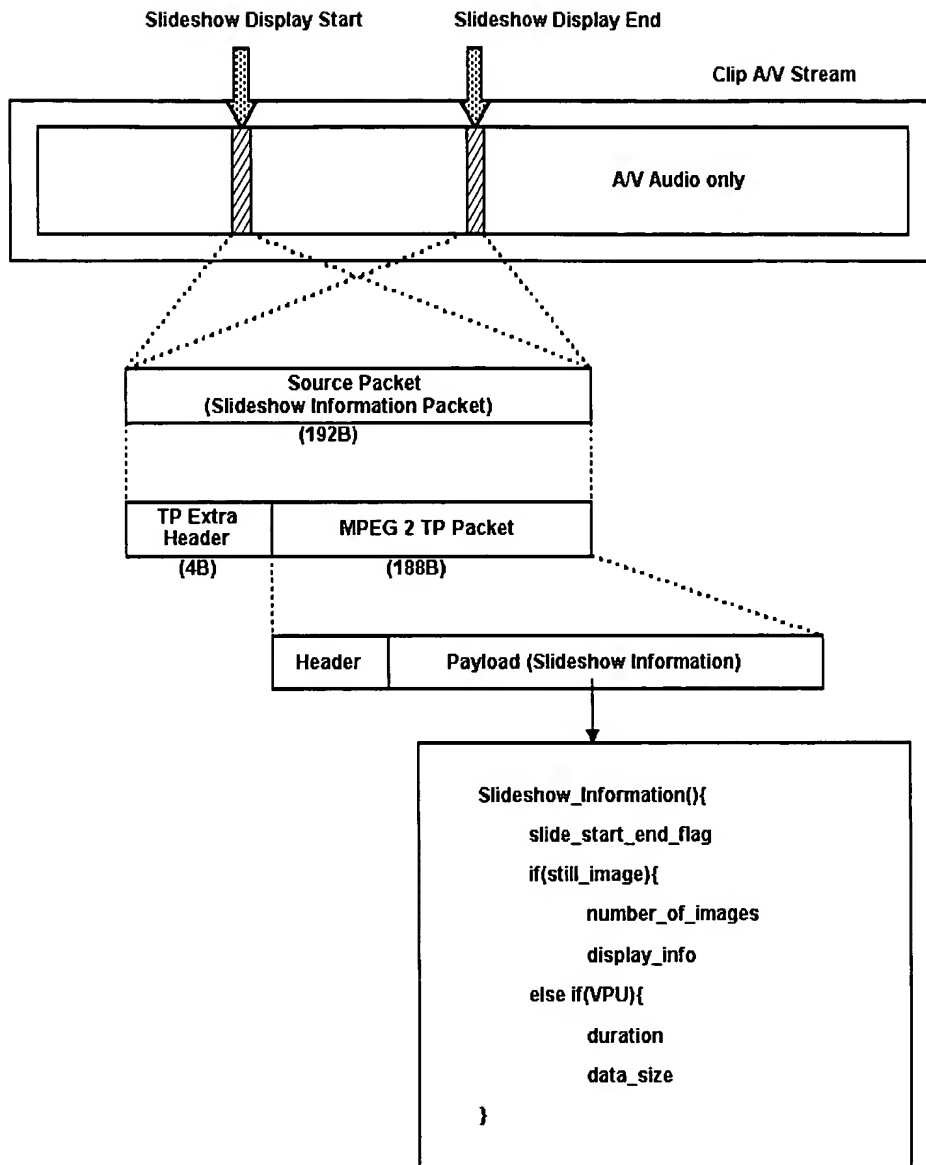 Slideshow Display Start
Slideshow Display End
Clip A/V Stream
A/V Audio only
Source Packet
(Slideshow Information Packet)
(192B)
TP Extra
Header
MPEG 2 TP Packet
(4B)
(188B)
Header
Payload (Slideshow Information)
Slideshow_Information(){
slide_start_end_flag
if(still_image){
number_of_images
display_info
else if(VPU){
duration
data_size
}